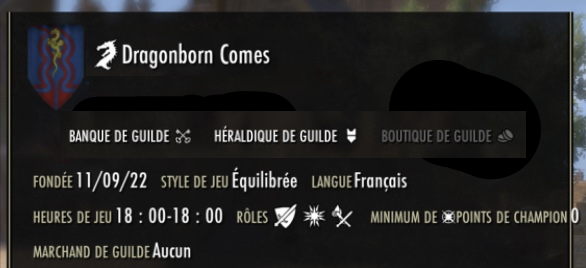 Dragonborn Comes
BANQUE DE GUILDE HÉRALDIQUE DE GUILDE BOUTIQUE DE GUILDE
FONDÉE 11/09/22 STYLE DE JEU Équilibrée LANGUE Français
HEURES DE JEU 18 : 00-18 : 00 RÔLES MINIMUM DE POINTS DE CHAMPION 0
MARCHAND DE GUILDE Aucun